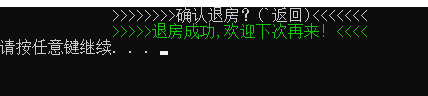 >>>>>>>>确认退房？(`返回)<<<<<<<
>>>>>退房成功,欢迎下次再来! <<<<
请按任意键继续. . .